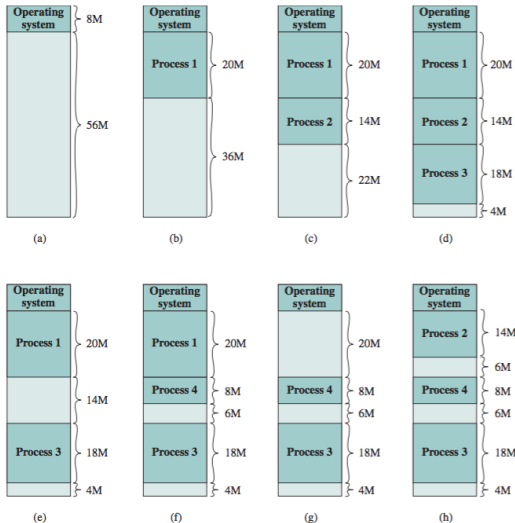 Operating
system
8M
56M
(a)
Operating
system
Process 1
20M
36M
(b)
Operating
system
Process 1
20M
Process 2
14M
22M
(c)
Operating
system
Process 1
20M
Process 2
14M
Process 3
18M
4M
(d)
Operating
system
Process 1
20M
14M
Process 3
18M
4M
(e)
Operating
system
Process 1
20M
Process 4
8M
6M
Process 3
18M
4M
(f)
Operating
system
20M
Process 4
8M
6M
Process 3
18M
4M
(g)
Operating
system
Process 2
14M
6M
Process 4
8M
6M
Process 3
18M
4M
(h)